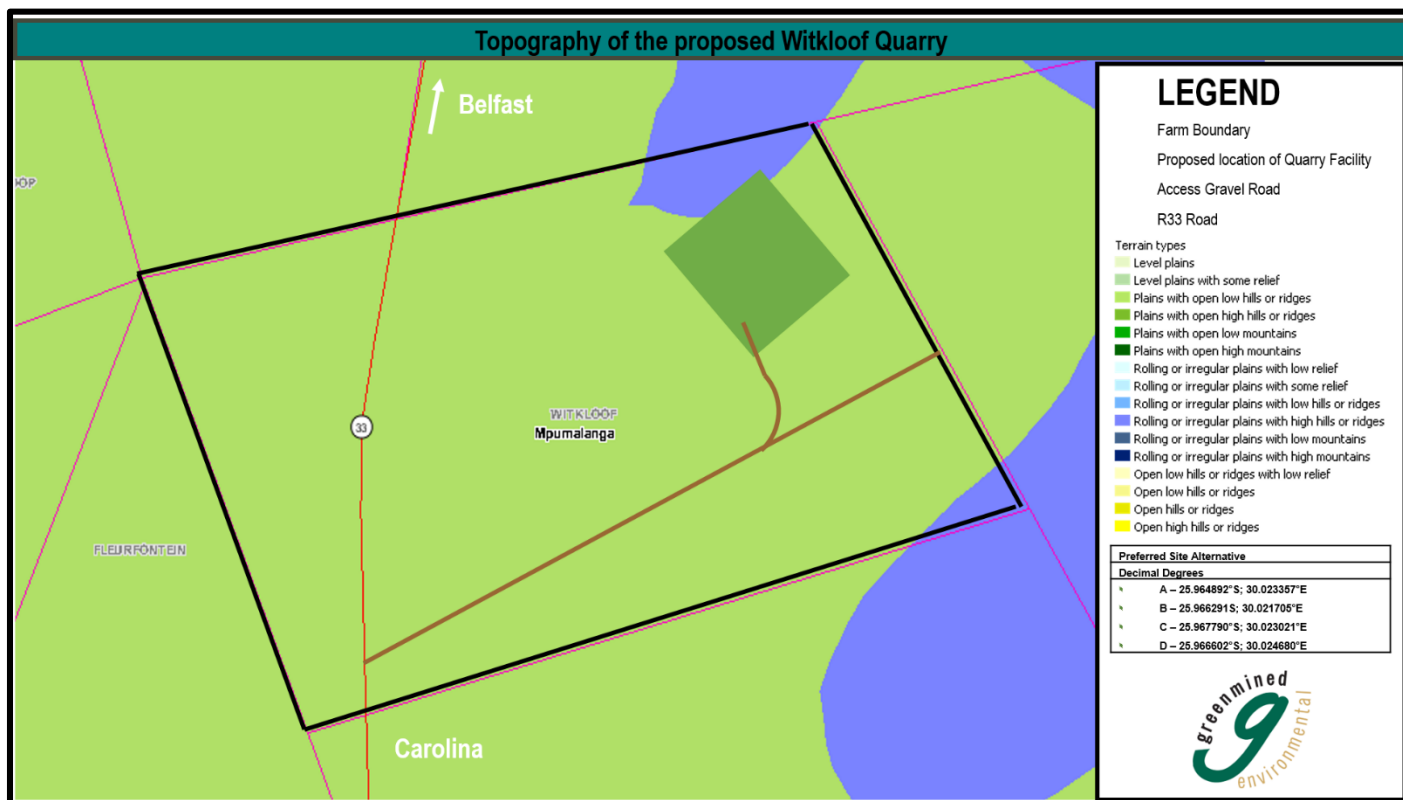 Topography of the proposed Witkloof Quarry
Belfast
OOP
33
WITKLOOF
Mpumalanga
FLEURFONTEIN
Carolina
LEGEND
Farm Boundary
Proposed location of Quarry Facility
Access Gravel Road
R33 Road
Terrain types
Level plains
Level plains with some relief
Plains with open low hills or ridges
Plains with open high hills or ridges
Plains with open low mountains
Plains with open high mountains
Rolling or irregular plains with low relief
Rolling or irregular plains with some relief
Rolling or irregular plains with low hills or ridges
Rolling or irregular plains with high hills or ridges
Rolling or irregular plains with low mountains
Rolling or irregular plains with high mountains
Open low hills or ridges with low relief
Open low hills or ridges
Open hills or ridges
Open high hills or ridges
Preferred Site Alternative
Decimal Degrees
A – 25.964892°S; 30.023357°E
B – 25.966291S; 30.021705°E
C – 25.967790°S; 30.023021°E
D – 25.966602°S; 30.024680°E
greenmined
g
environmental